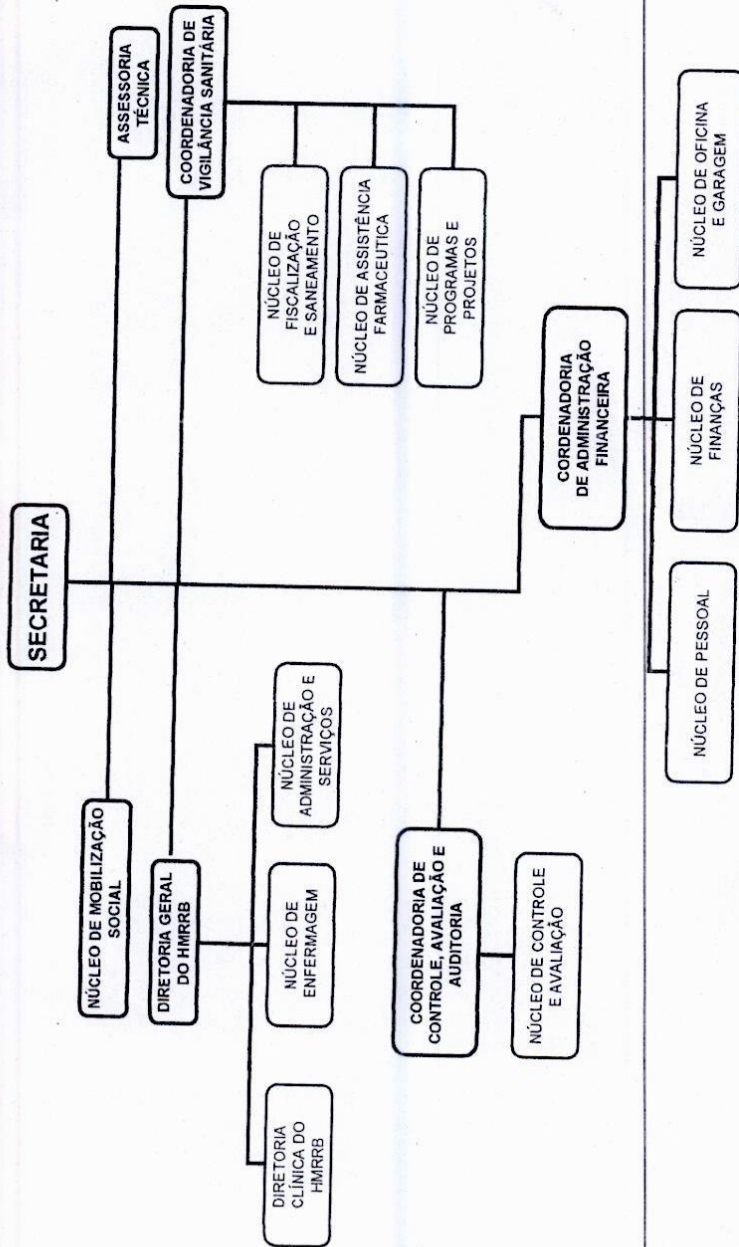 SECRETARIA
NÚCLEO DE MOBILIZAÇÃO
SOCIAL
ASSESSORIA
TÉCNICA
DIRETORIA GERAL
DO HMRRB
COORDENADORIA DE
VIGILÂNCIA SANITÁRIA
DIRETORIA
CLÍNICA DO
HMRRB
NÚCLEO DE
ENFERMAGEM
NÚCLEO DE
ADMINISTRAÇÃO E
SERVIÇOS
NÚCLEO DE
FISCALIZAÇÃO
E SANEAMENTO
NÚCLEO DE ASSISTÊNCIA
FARMACEUTICA
NÚCLEO DE
PROGRAMAS E
PROJETOS
COORDENADORIA DE
CONTROLE, AVALIAÇÃO E
AUDITORIA
NÚCLEO DE CONTROLE
E AVALIAÇÃO
CORDENADORIA
DE ADMINISTRAÇÃO
FINANCEIRA
NÚCLEO DE PESSOAL
NÚCLEO DE
FINANÇAS
NÚCLEO DE OFICINA
E GARAGEM